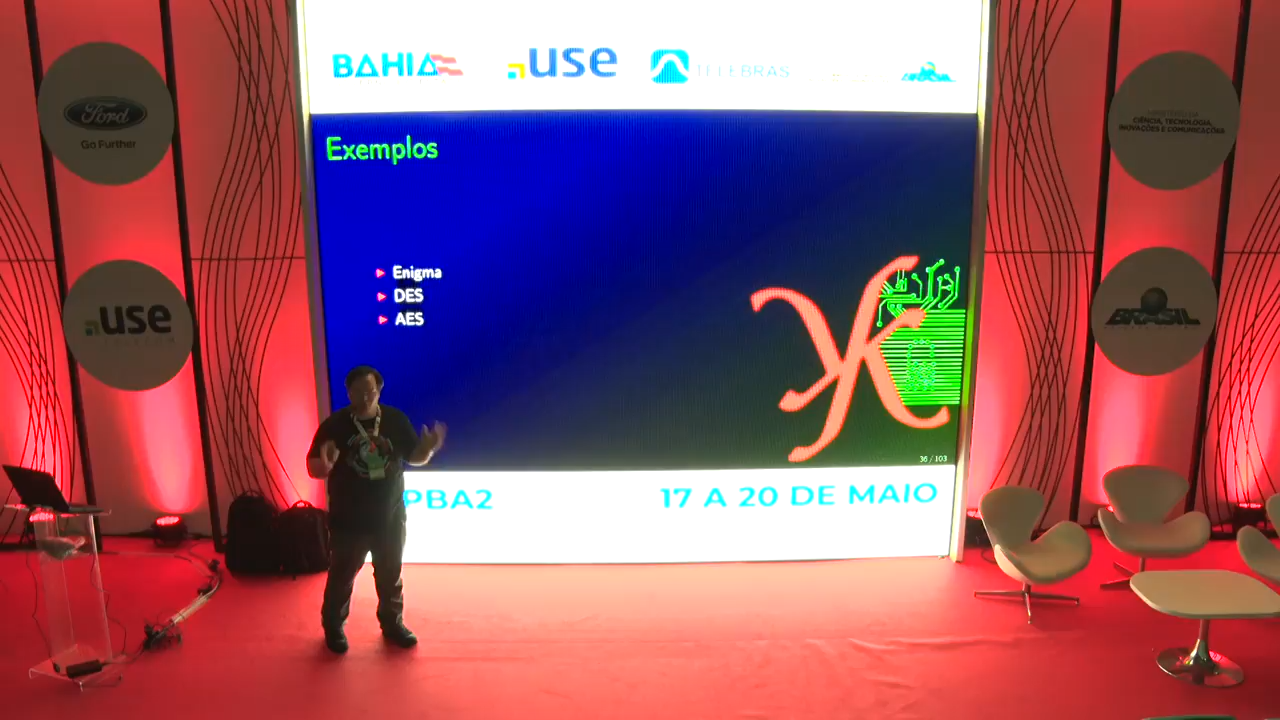 BAHIA
use
TELEBRAS
BRASIL
Ford
Go Further
Exemplos
CIÊNCIA, TECNOLOGIA,
INOVAÇÕES E COMUNICAÇÕES
Enigma
DES
AES
use
BRASIL
36 / 103
PBA2
17 A 20 DE MAIO